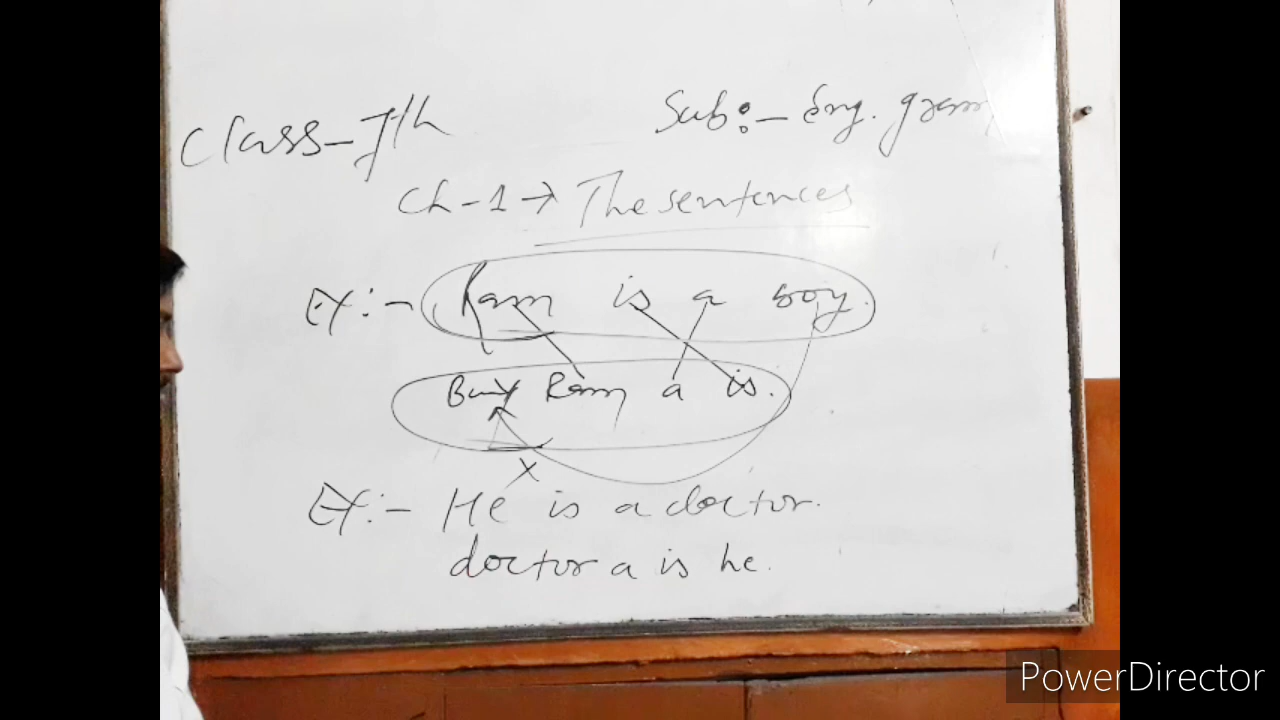 Class-7th Sub:- Eng. gram
Ch-1→ The sentences
Ex:- Ram is a boy.
Boy Ram a is.
X
Ex:- He is a doctor.
doctor a is he.
PowerDirector